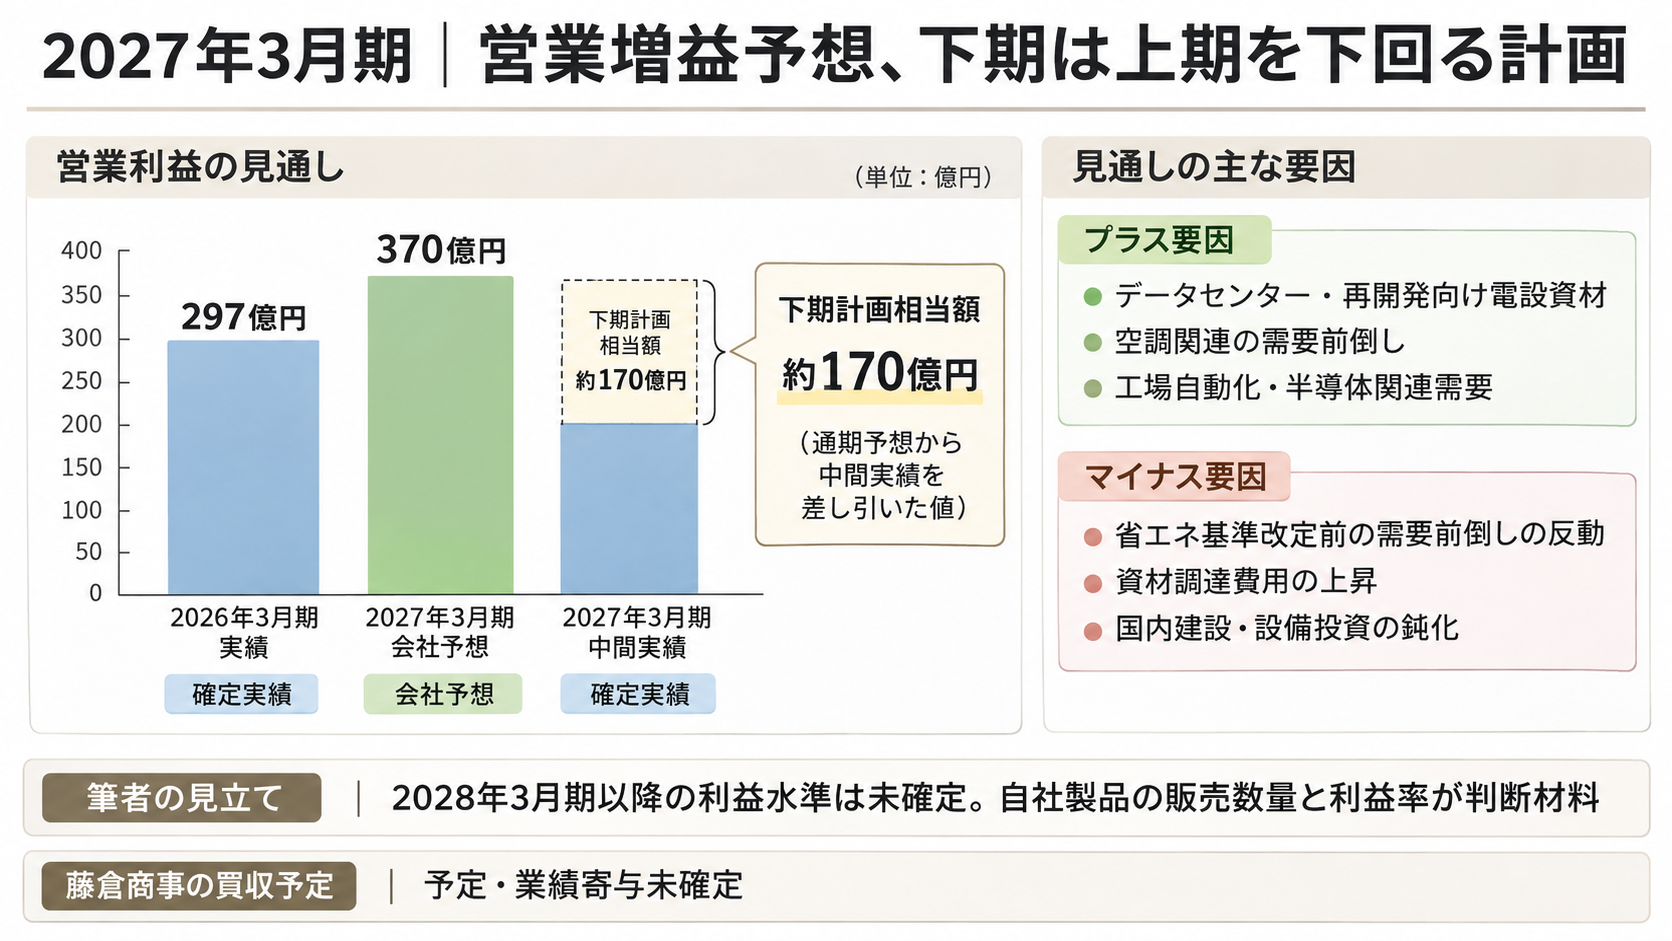 2027年3月期｜営業増益予想、下期は上期を下回る計画
営業利益の見通し
（単位：億円）
400
350
300
250
200
150
100
50
0
297億円
370億円
下期計画
相当額
約170億円
下期計画相当額
約170億円
（通期予想から
中間実績を
差し引いた値）
2026年3月期
実績
2027年3月期
会社予想
2027年3月期
中間実績
確定実績
会社予想
確定実績
見通しの主な要因
プラス要因
データセンター・再開発向け電設資材
空調関連の需要前倒し
工場自動化・半導体関連需要
マイナス要因
省エネ基準改定前の需要前倒しの反動
資材調達費用の上昇
国内建設・設備投資の鈍化
筆者の見立て｜2028年3月期以降の利益水準は未確定。自社製品の販売数量と利益率が判断材料
藤倉商事の買収予定｜予定・業績寄与未確定